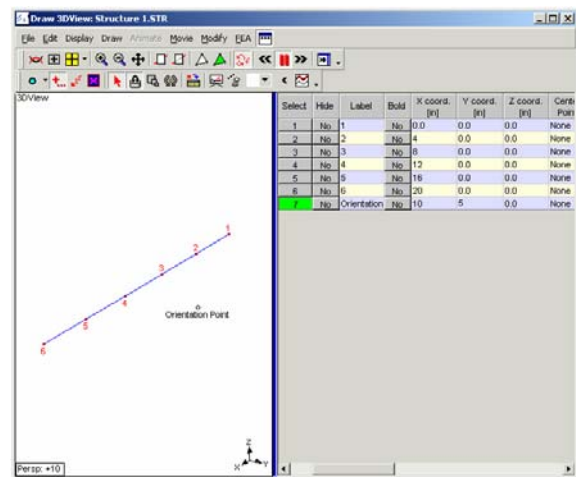 Draw 3DView: Structure 1.STR
File Edit Display Draw Animate Movie Modify FEA
3DView
1
2
3
4
5
6
Orientation Point
Z
X Y
Persp: +10
Select Hide Label Bold X coord. [in] Y coord. [in] Z coord. [in] Cente Poin
1 No 1 No 0.0 0.0 0.0 None
2 No 2 No 4 0.0 0.0 None
3 No 3 No 8 0.0 0.0 None
4 No 4 No 12 0.0 0.0 None
5 No 5 No 16 0.0 0.0 None
6 No 6 No 20 0.0 0.0 None
7 No Orientation No 10 5 0.0 None